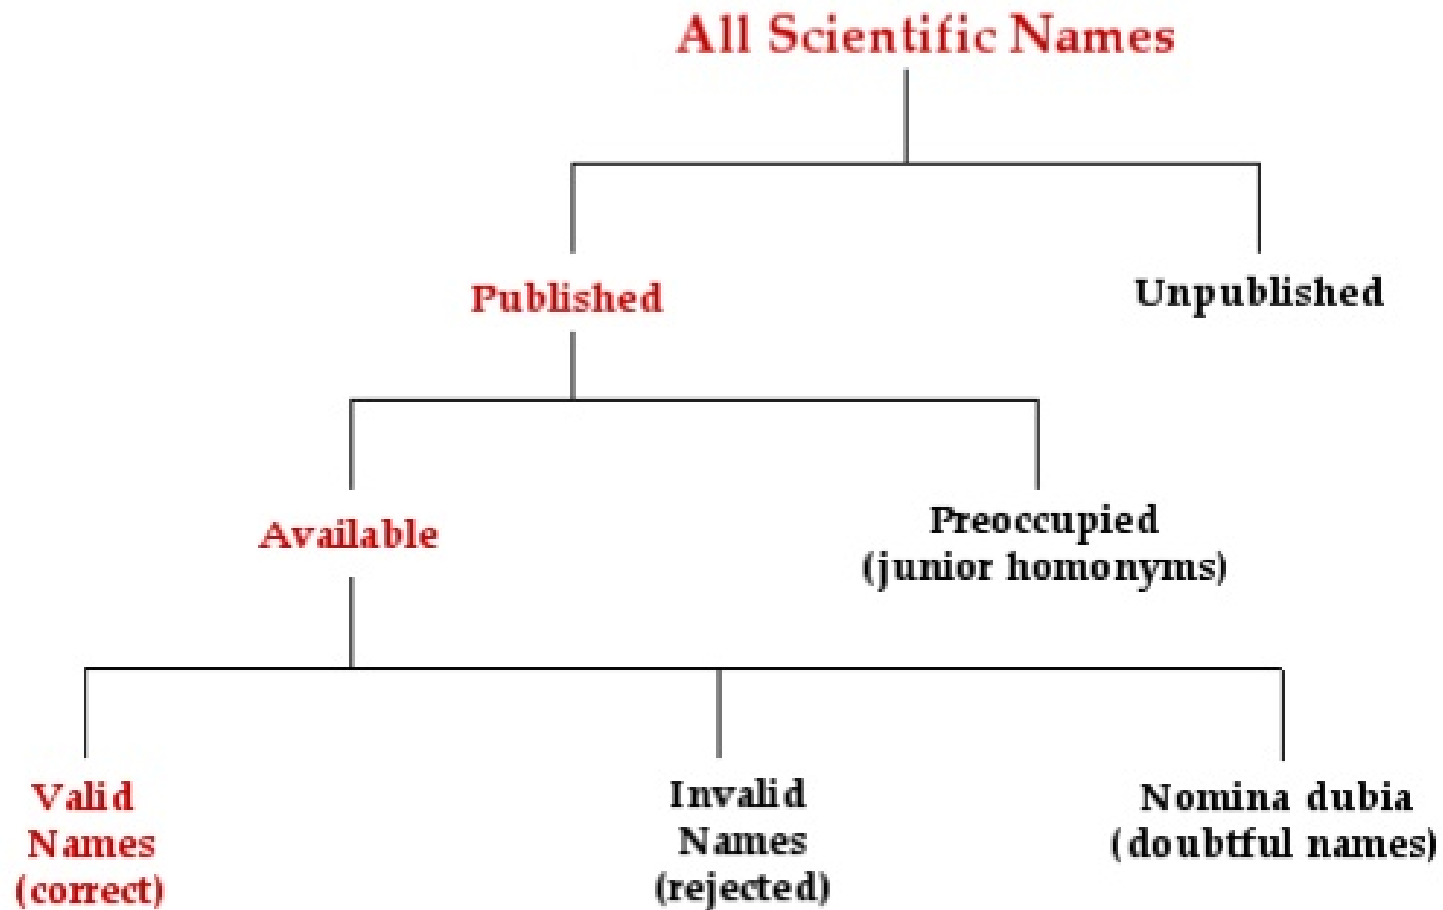 All Scientific Names
Published
Unpublished
Available
Preoccupied
(junior homonyms)
Valid
Names
(correct)
Invalid
Names
(rejected)
Nomina dubia
(doubtful names)